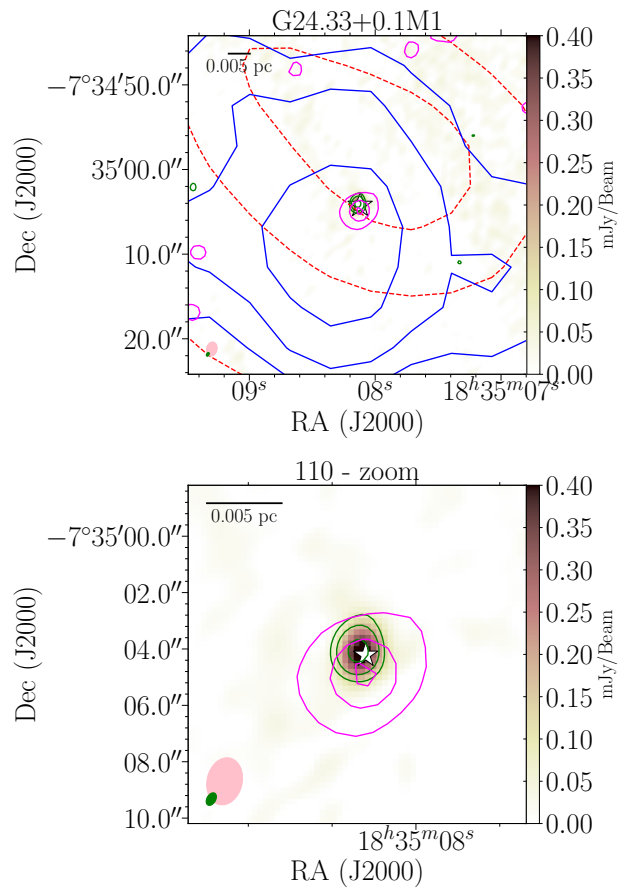 G24.33+0.1M1
0.005 pc
−7°34′50.0″
35′00.0″
10.0″
20.0″
Dec (J2000)
09ˢ 08ˢ 18ʰ35ᵐ07ˢ
RA (J2000)
0.40
0.35
0.30
0.25
0.20
0.15
0.10
0.05
0.00
mJy/Beam
110 - zoom
0.005 pc
−7°35′00.0″
02.0″
04.0″
06.0″
08.0″
10.0″
Dec (J2000)
18ʰ35ᵐ08ˢ
RA (J2000)
0.40
0.35
0.30
0.25
0.20
0.15
0.10
0.05
0.00
mJy/Beam